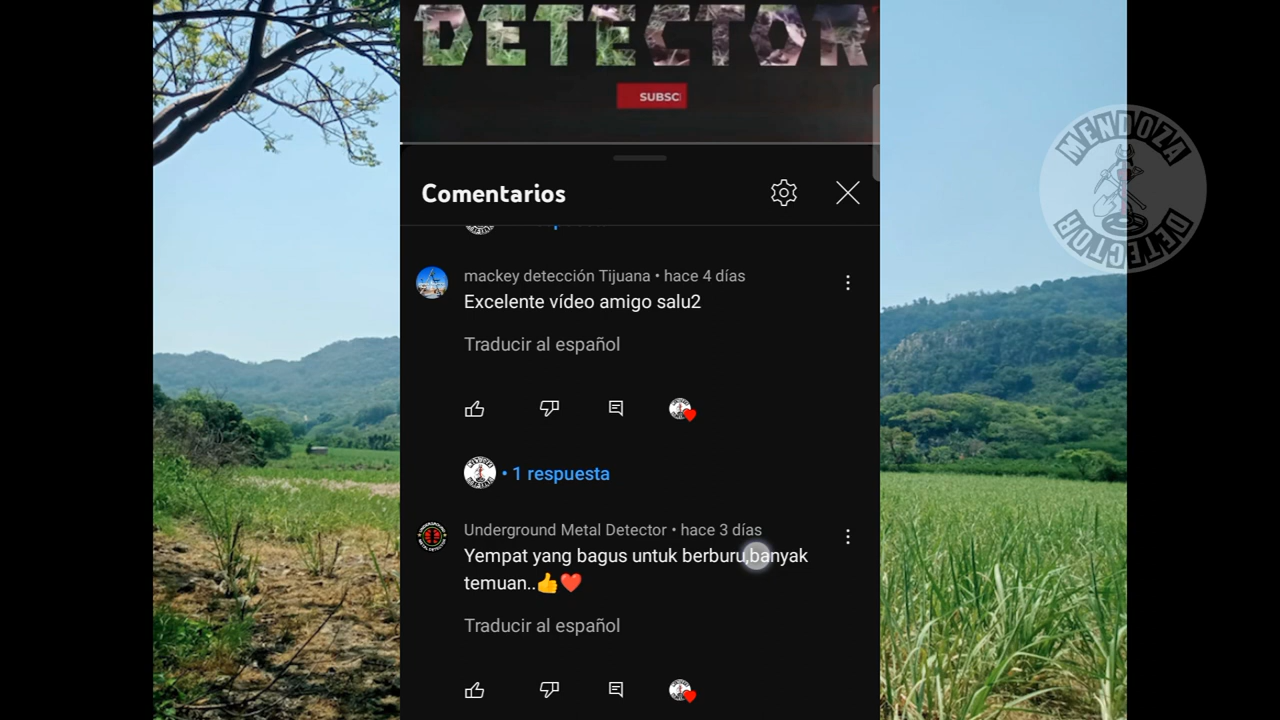 DETECTOR
SUBSC
MENDOZA
DETECTOR
Comentarios
mackey detección Tijuana • hace 4 días
Excelente vídeo amigo salu2
Traducir al español
• 1 respuesta
Underground Metal Detector • hace 3 días
Yempat yang bagus untuk berburu,banyak
temuan..👍❤️
Traducir al español